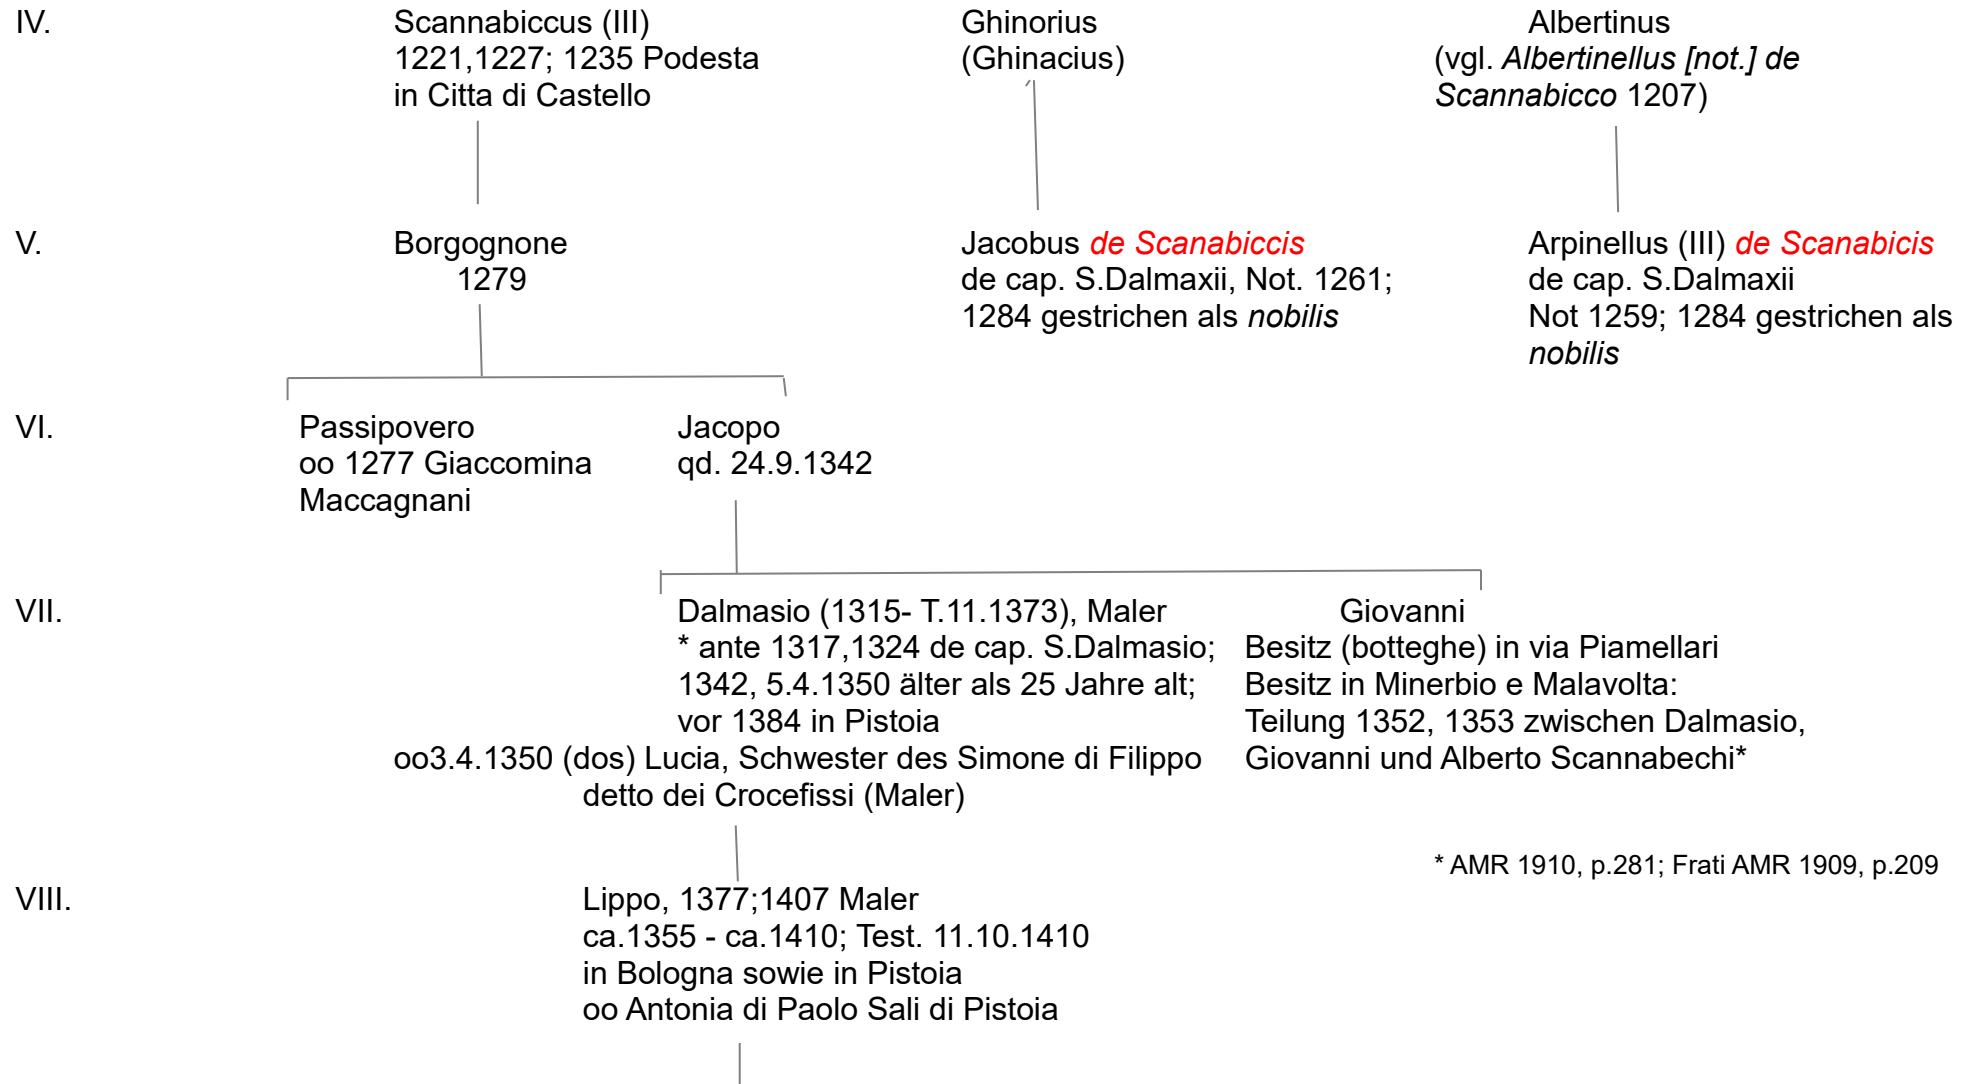 IV.
Scannabiccus (III)
1221,1227; 1235 Podesta
in Citta di Castello
Ghinorius
(Ghinacius)
Albertinus
(vgl. Albertinellus [not.] de
Scannabicco 1207)
V.
Borgognone
1279
Jacobus de Scanabiccis
de cap. S.Dalmaxii, Not. 1261;
1284 gestrichen als nobilis
Arpinellus (III) de Scanabicis
de cap. S.Dalmaxii
Not 1259; 1284 gestrichen als
nobilis
VI.
Passipovero
oo 1277 Giaccomina
Maccagnani
Jacopo
qd. 24.9.1342
VII.
Dalmasio (1315- T.11.1373), Maler
* ante 1317,1324 de cap. S.Dalmasio;
1342, 5.4.1350 älter als 25 Jahre alt;
vor 1384 in Pistoia
oo3.4.1350 (dos) Lucia, Schwester des Simone di Filippo
detto dei Crocefissi (Maler)
Giovanni
Besitz (botteghe) in via Piamellari
Besitz in Minerbio e Malavolta:
Teilung 1352, 1353 zwischen Dalmasio,
Giovanni und Alberto Scannabechi*
* AMR 1910, p.281; Frati AMR 1909, p.209
VIII.
Lippo, 1377;1407 Maler
ca.1355 - ca.1410; Test. 11.10.1410
in Bologna sowie in Pistoia
oo Antonia di Paolo Sali di Pistoia